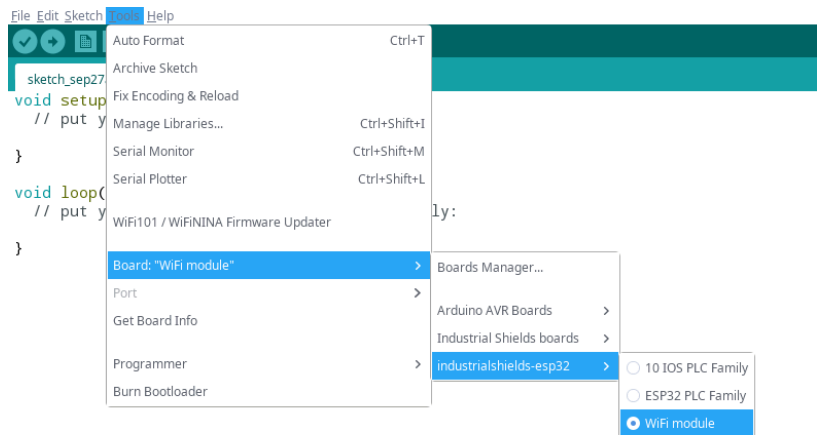 File Edit Sketch Tools Help
Auto Format Ctrl+T
Archive Sketch
sketch_sep27
Fix Encoding & Reload
void setup
Manage Libraries... Ctrl+Shift+I
// put y
Serial Monitor Ctrl+Shift+M
}
Serial Plotter Ctrl+Shift+L
void loop(
// put y ly:
WiFi101 / WiFiNINA Firmware Updater
}
Board: "WiFi module"
Port
Get Board Info
Programmer
Burn Bootloader
Boards Manager...
Arduino AVR Boards
Industrial Shields boards
industrialshields-esp32
10 IOS PLC Family
ESP32 PLC Family
WiFi module